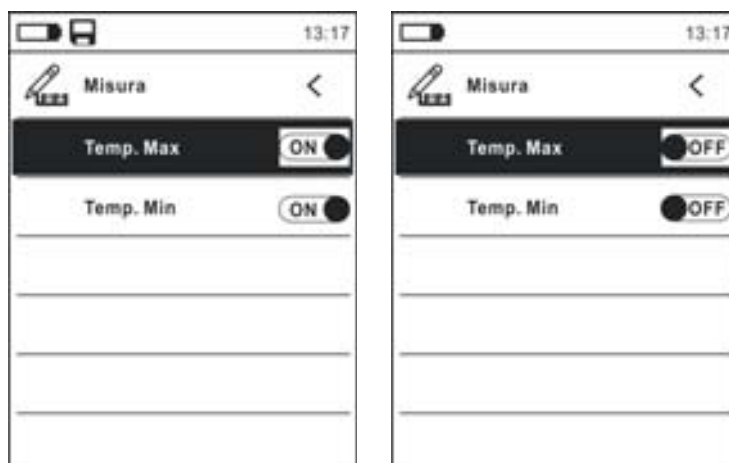 13:17
Misura
Temp. Max ON
Temp. Min ON
13:17
Misura
Temp. Max OFF
Temp. Min OFF